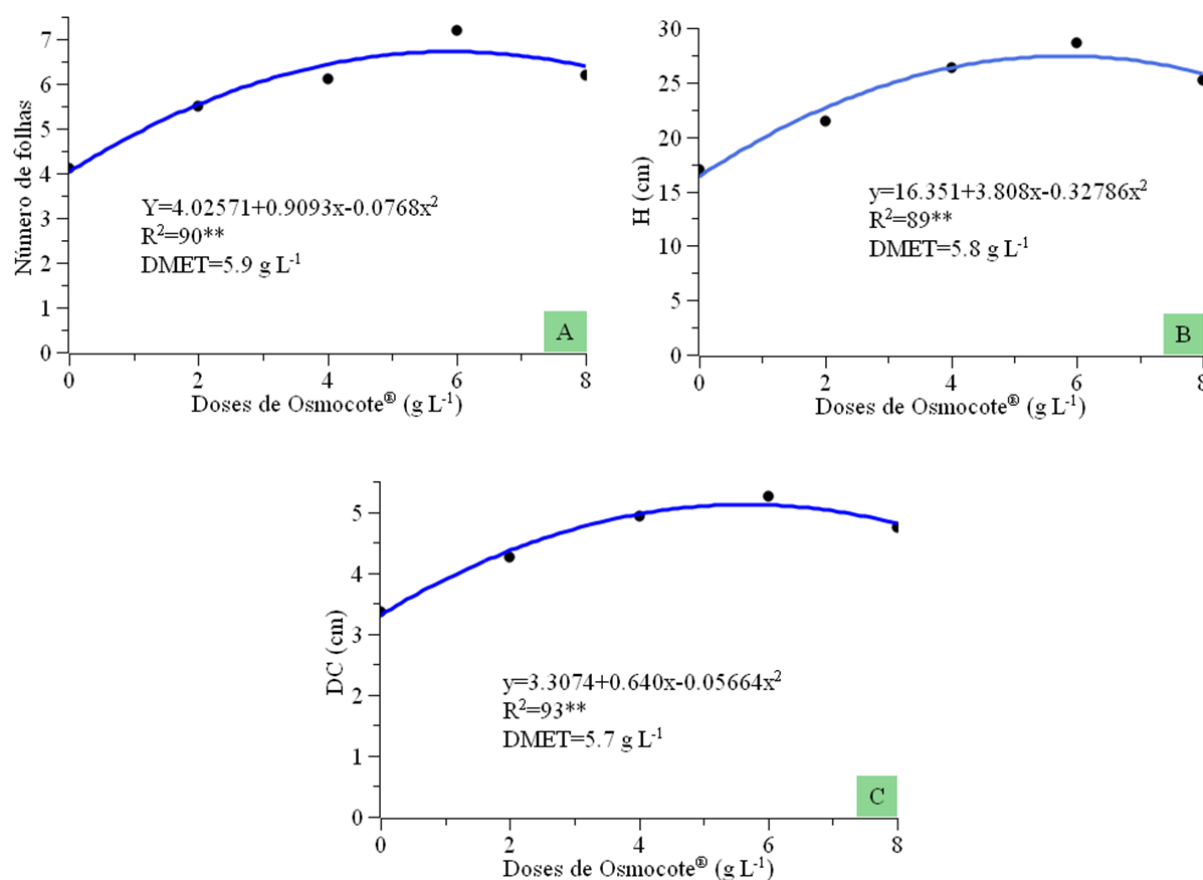 Número de folhas
7
6
5
4
3
2
1
0
Y=4.02571+0.9093x-0.0768x²
R²=90**
DMET=5.9 g L⁻¹
A
0 2 4 6 8
Doses de Osmocote® (g L⁻¹)
H (cm)
30
25
20
15
10
5
0
y=16.351+3.808x-0.32786x²
R²=89**
DMET=5.8 g L⁻¹
B
0 2 4 6 8
Doses de Osmocote® (g L⁻¹)
DC (cm)
5
4
3
2
1
0
y=3.3074+0.640x-0.05664x²
R²=93**
DMET=5.7 g L⁻¹
C
0 2 4 6 8
Doses de Osmocote® (g L⁻¹)